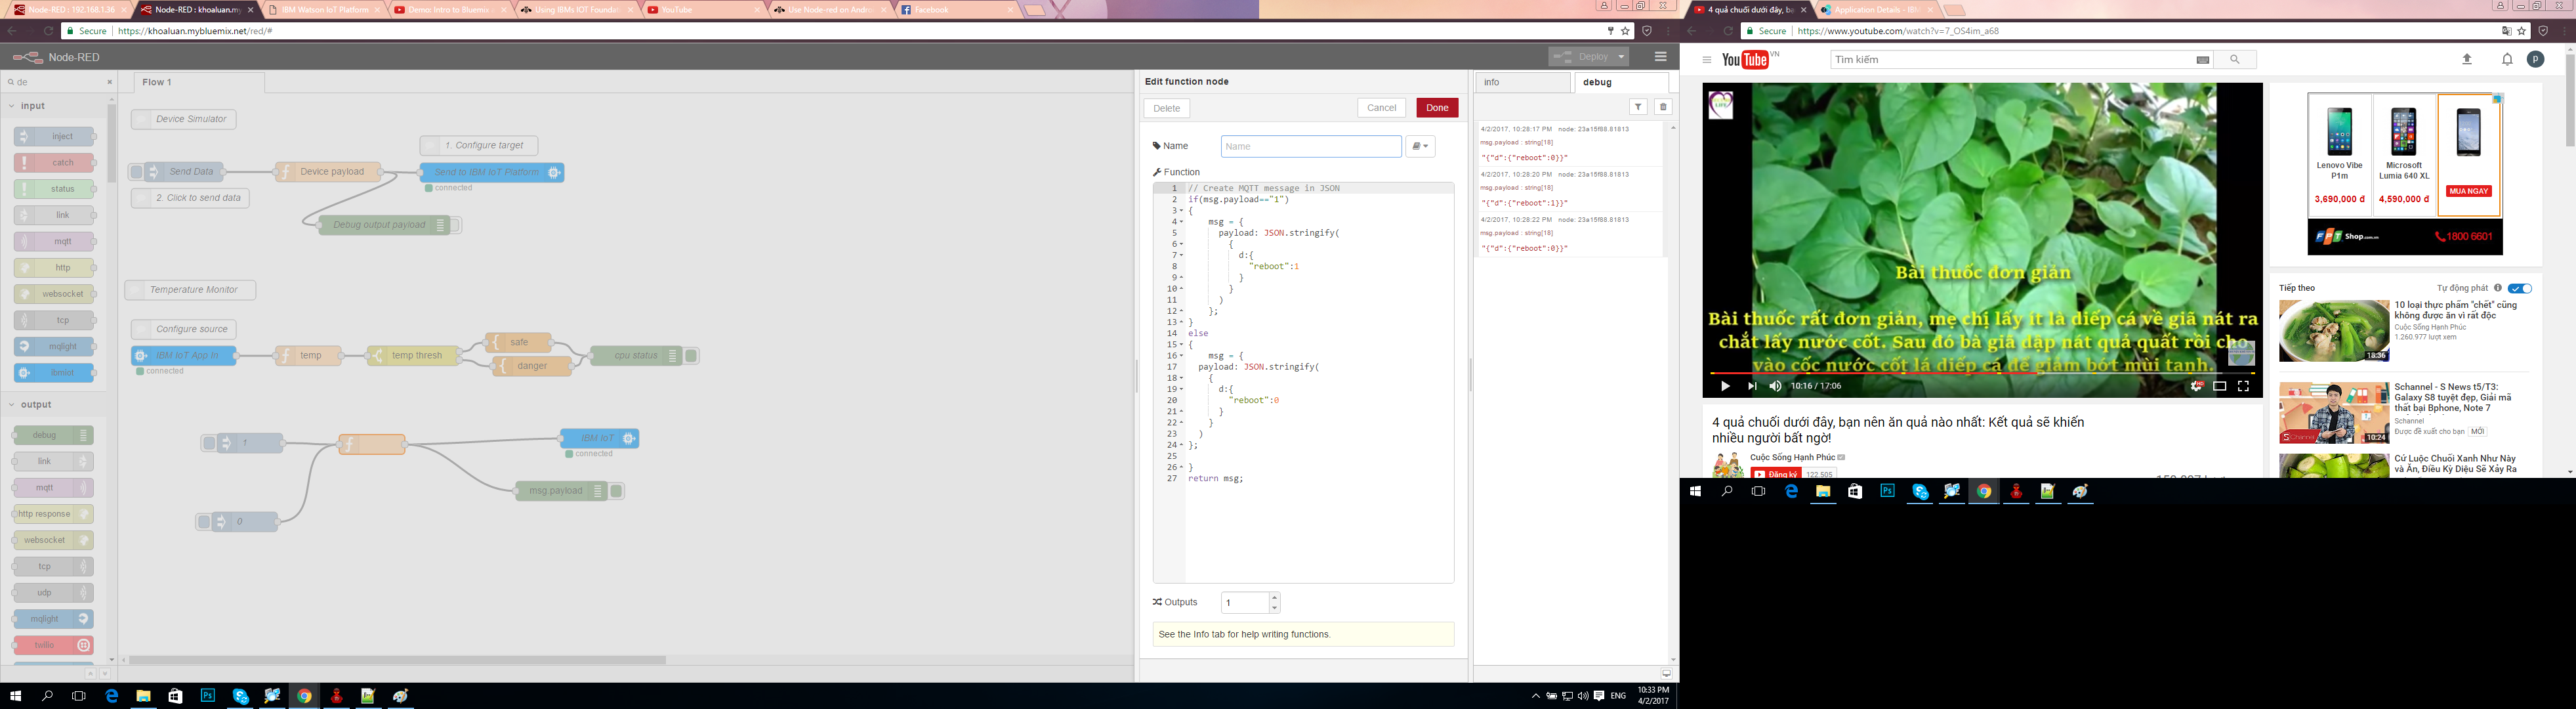 Node-RED : 192.168.1.36
Node-RED : khoaluan.my
IBM Watson IoT Platform
Demo: Intro to Bluemix
Using IBMs IOT Foundat
YouTube
Use Node-red on Andro
Facebook
Secure
https://khoaluan.mybluemix.net/red/#
Node-RED
Deploy
de
Flow 1
input
inject
catch
status
link
mqtt
http
websocket
tcp
mqlight
ibmiot
output
debug
link
mqtt
http response
websocket
tcp
udp
mqlight
twilio
Device Simulator
1. Configure target
Send Data
Device payload
Send to IBM IoT Platform
connected
2. Click to send data
Debug output payload
Temperature Monitor
Configure source
IBM IoT App In
connected
temp
temp thresh
safe
danger
cpu status
1
IBM IoT
connected
msg.payload
0
Edit function node
Delete
Cancel
Done
Name
Name
Function
1 // Create MQTT message in JSON
2 if(msg.payload=="1")
3 {
4 msg = {
5 payload: JSON.stringify(
6 {
7 d:{
8 "reboot":1
9 }
10 }
11 )
12 };
13 }
14 else
15 {
16 msg = {
17 payload: JSON.stringify(
18 {
19 d:{
20 "reboot":0
21 }
22 }
23 )
24 };
25
26 }
27 return msg;
Outputs
1
See the Info tab for help writing functions.
info
debug
4/2/2017, 10:28:17 PM node: 23a15f88.81813
msg.payload : string[18]
"{"d":{"reboot":0}}"
4/2/2017, 10:28:20 PM node: 23a15f88.81813
msg.payload : string[18]
"{"d":{"reboot":1}}"
4/2/2017, 10:28:22 PM node: 23a15f88.81813
msg.payload : string[18]
"{"d":{"reboot":0}}"
ENG
10:33 PM
4/2/2017
4 quả chuối dưới đây, bạ
Application Details - IB
Secure
https://www.youtube.com/watch?v=7_OS4im_a68
YouTube VN
Tìm kiếm
p
Bài thuốc đơn giản
Bài thuốc rất đơn giản, mẹ chị lấy ít lá diếp cá về giã nát ra
chắt lấy nước cốt. Sau đó bà giã dập nát quả quất rồi cho
vào cốc nước cốt lá diếp cá để giảm bớt mùi tanh.
10:16 / 17:06
HD
4 quả chuối dưới đây, bạn nên ăn quả nào nhất: Kết quả sẽ khiến
nhiều người bất ngờ!
Cuộc Sống Hạnh Phúc
Đăng ký
122.505
Lenovo Vibe
P1m
3,690,000 đ
Microsoft
Lumia 640 XL
4,590,000 đ
MUA NGAY
FPT Shop.com.vn
1800 6601
Tiếp theo
Tự động phát
10 loại thực phẩm "chết" cũng
không được ăn vì rất độc
Cuộc Sống Hạnh Phúc
1.260.977 lượt xem
18:36
Schannel - S News t5/T3:
Galaxy S8 tuyệt đẹp, Giải mã
thất bại Bphone, Note 7
Schannel
Được đề xuất cho bạn
MỚI
10:24
Cứ Luộc Chuối Xanh Như Này
và Ăn, Điều Kỳ Diệu Sẽ Xảy Ra